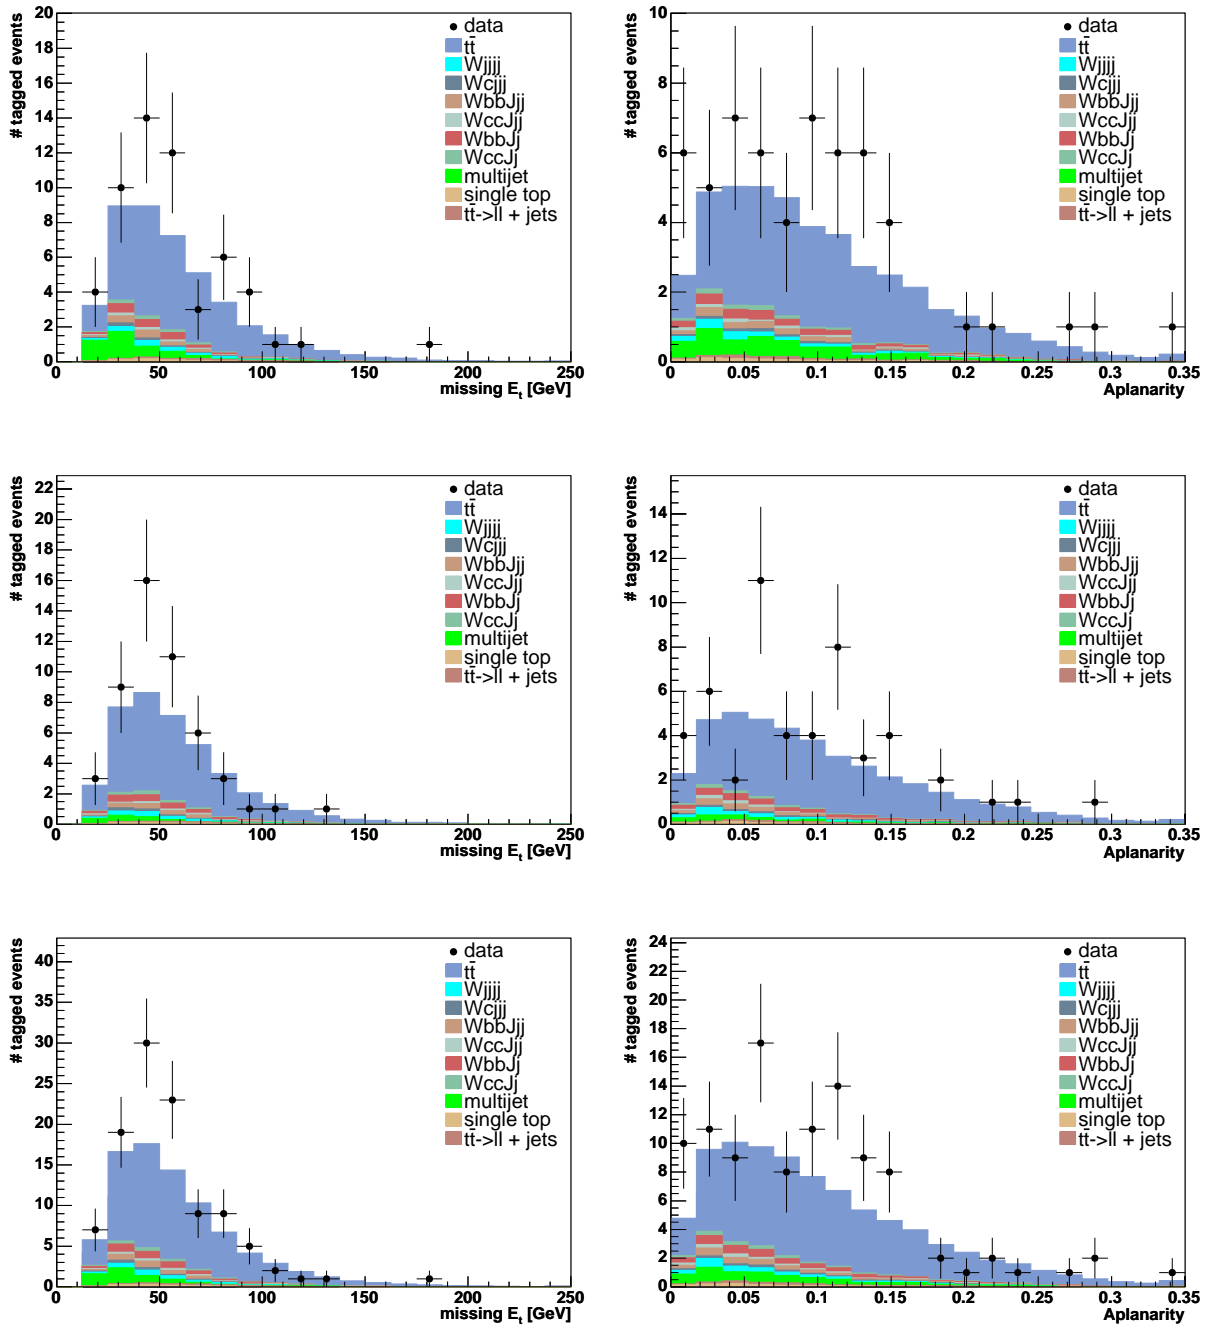 # tagged events
20
18
16
14
12
10
8
6
4
2
0
data
tt̄
Wjjjj
Wcjjj
WbbJjj
WccJjj
WbbJj
WccJj
multijet
single top
tt̄->ll + jets
0 50 100 150 200 250
missing Et [GeV]
# tagged events
10
8
6
4
2
0
data
tt̄
Wjjjj
Wcjjj
WbbJjj
WccJjj
WbbJj
WccJj
multijet
single top
tt̄->ll + jets
0 0.05 0.1 0.15 0.2 0.25 0.3 0.35
Aplanarity
# tagged events
22
20
18
16
14
12
10
8
6
4
2
0
data
tt̄
Wjjjj
Wcjjj
WbbJjj
WccJjj
WbbJj
WccJj
multijet
single top
tt̄->ll + jets
0 50 100 150 200 250
missing Et [GeV]
# tagged events
14
12
10
8
6
4
2
0
data
tt̄
Wjjjj
Wcjjj
WbbJjj
WccJjj
WbbJj
WccJj
multijet
single top
tt̄->ll + jets
0 0.05 0.1 0.15 0.2 0.25 0.3 0.35
Aplanarity
# tagged events
40
35
30
25
20
15
10
5
0
data
tt̄
Wjjjj
Wcjjj
WbbJjj
WccJjj
WbbJj
WccJj
multijet
single top
tt̄->ll + jets
0 50 100 150 200 250
missing Et [GeV]
# tagged events
24
22
20
18
16
14
12
10
8
6
4
2
0
data
tt̄
Wjjjj
Wcjjj
WbbJjj
WccJjj
WbbJj
WccJj
multijet
single top
tt̄->ll + jets
0 0.05 0.1 0.15 0.2 0.25 0.3 0.35
Aplanarity